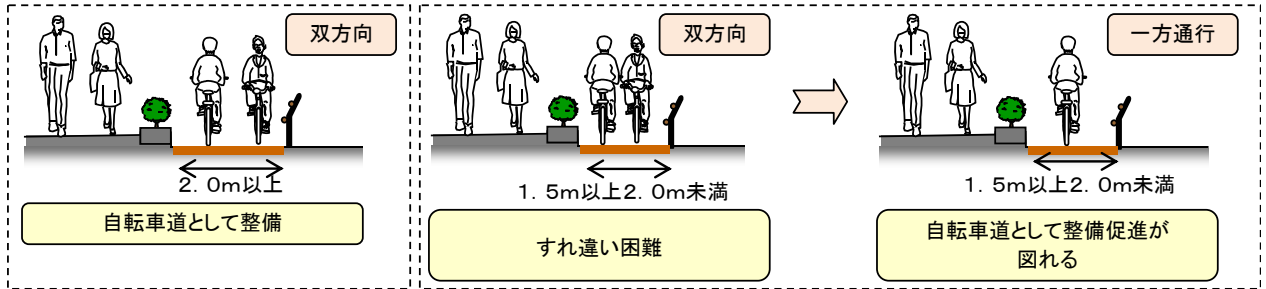 双方向
2．0m以上
自転車道として整備
双方向
1．5m以上2．0m未満
すれ違い困難
一方通行
1．5m以上2．0m未満
自転車道として整備促進が
図れる